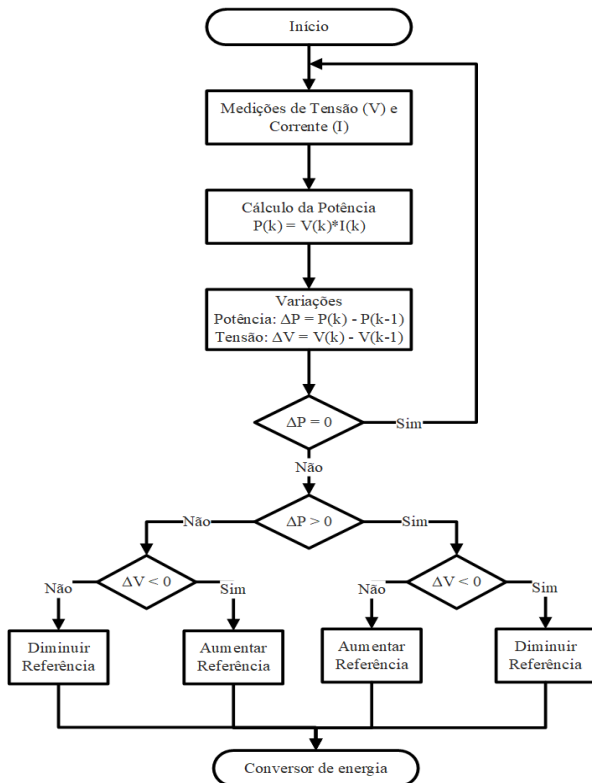 Início
Medições de Tensão (V) e
Corrente (I)
Cálculo da Potência
P(k) = V(k)*I(k)
Variações
Potência: ΔP = P(k) - P(k-1)
Tensão: ΔV = V(k) - V(k-1)
ΔP = 0
Sim
Não
ΔP > 0
Não
Sim
ΔV < 0
Não
Sim
ΔV < 0
Não
Sim
Diminuir
Referência
Aumentar
Referência
Aumentar
Referência
Diminuir
Referência
Conversor de energia